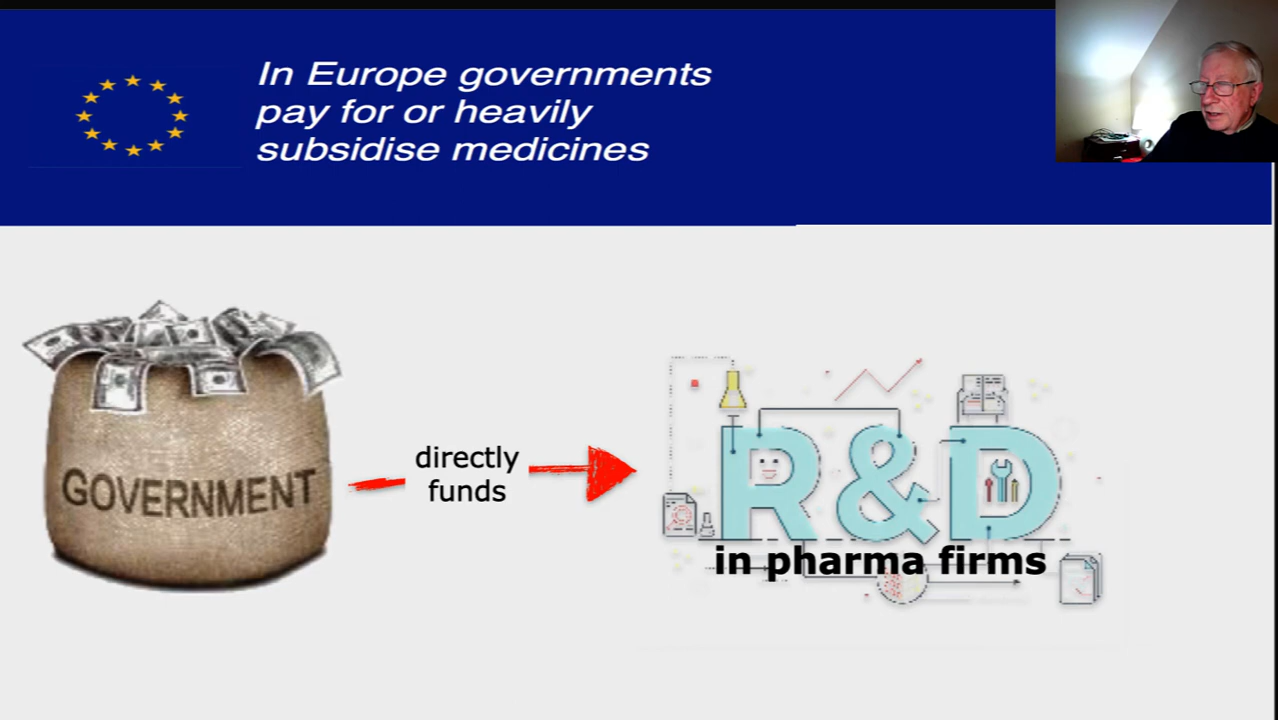 In Europe governments
pay for or heavily
subsidise medicines
GOVERNMENT
directly
funds
R&D
in pharma firms